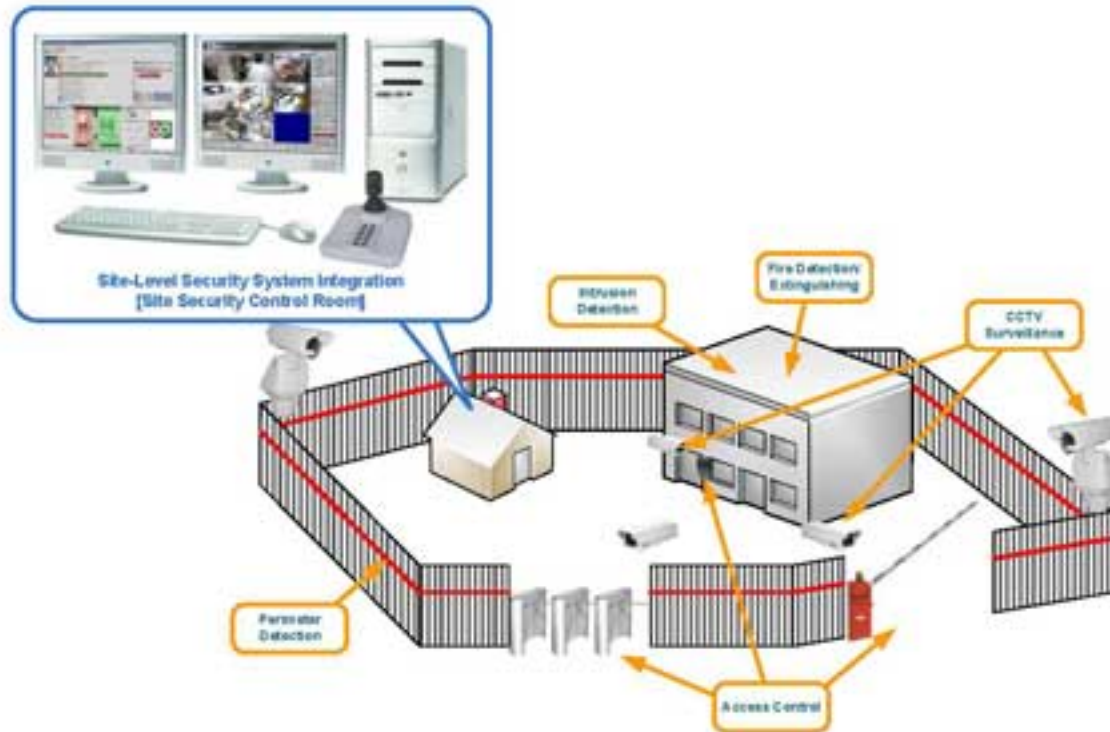 Site-Level Security System Integration
[Site Security Control Room]
Fire Detection/
Extinguishing
Intrusion
Detection
CCTV
Surveillance
Perimeter
Detection
Access Control